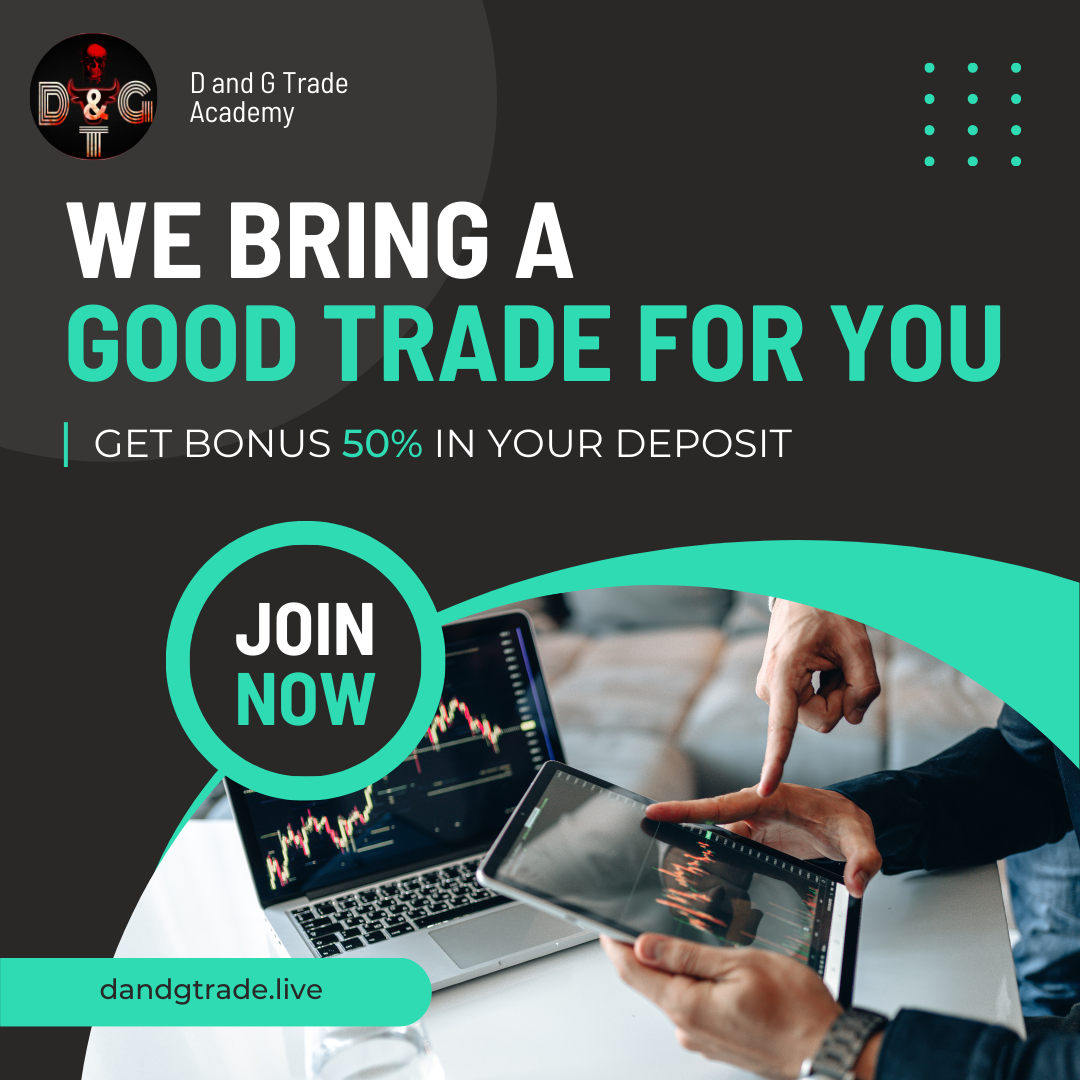 D & G
T
D and G Trade
Academy
WE BRING A
GOOD TRADE FOR YOU
GET BONUS 50% IN YOUR DEPOSIT
JOIN
NOW
dandgtrade.live